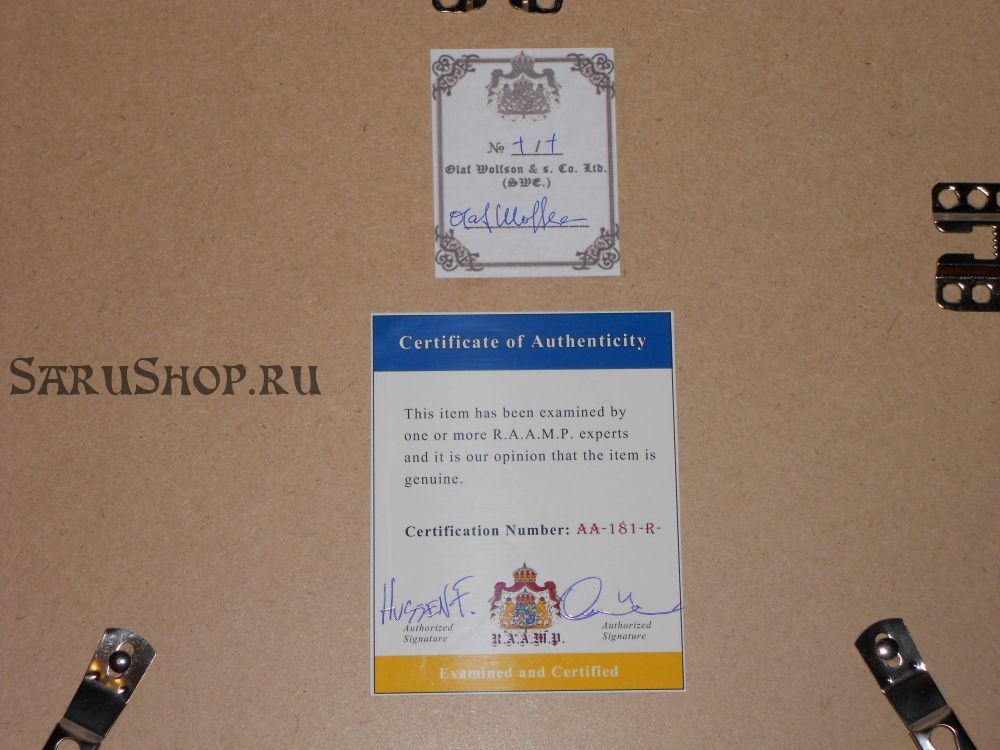 № 1/1
Olaf Wolfson & s. Co. Ltd.
(SWE.)
SARUSHOP.RU
Certificate of Authenticity
This item has been examined by
one or more R.A.A.M.P. experts
and it is our opinion that the item is
genuine.
Certification Number: AA-181-R-
Authorized
Signature
R.A.A.M.P.
Authorized
Signature
Examined and Certified